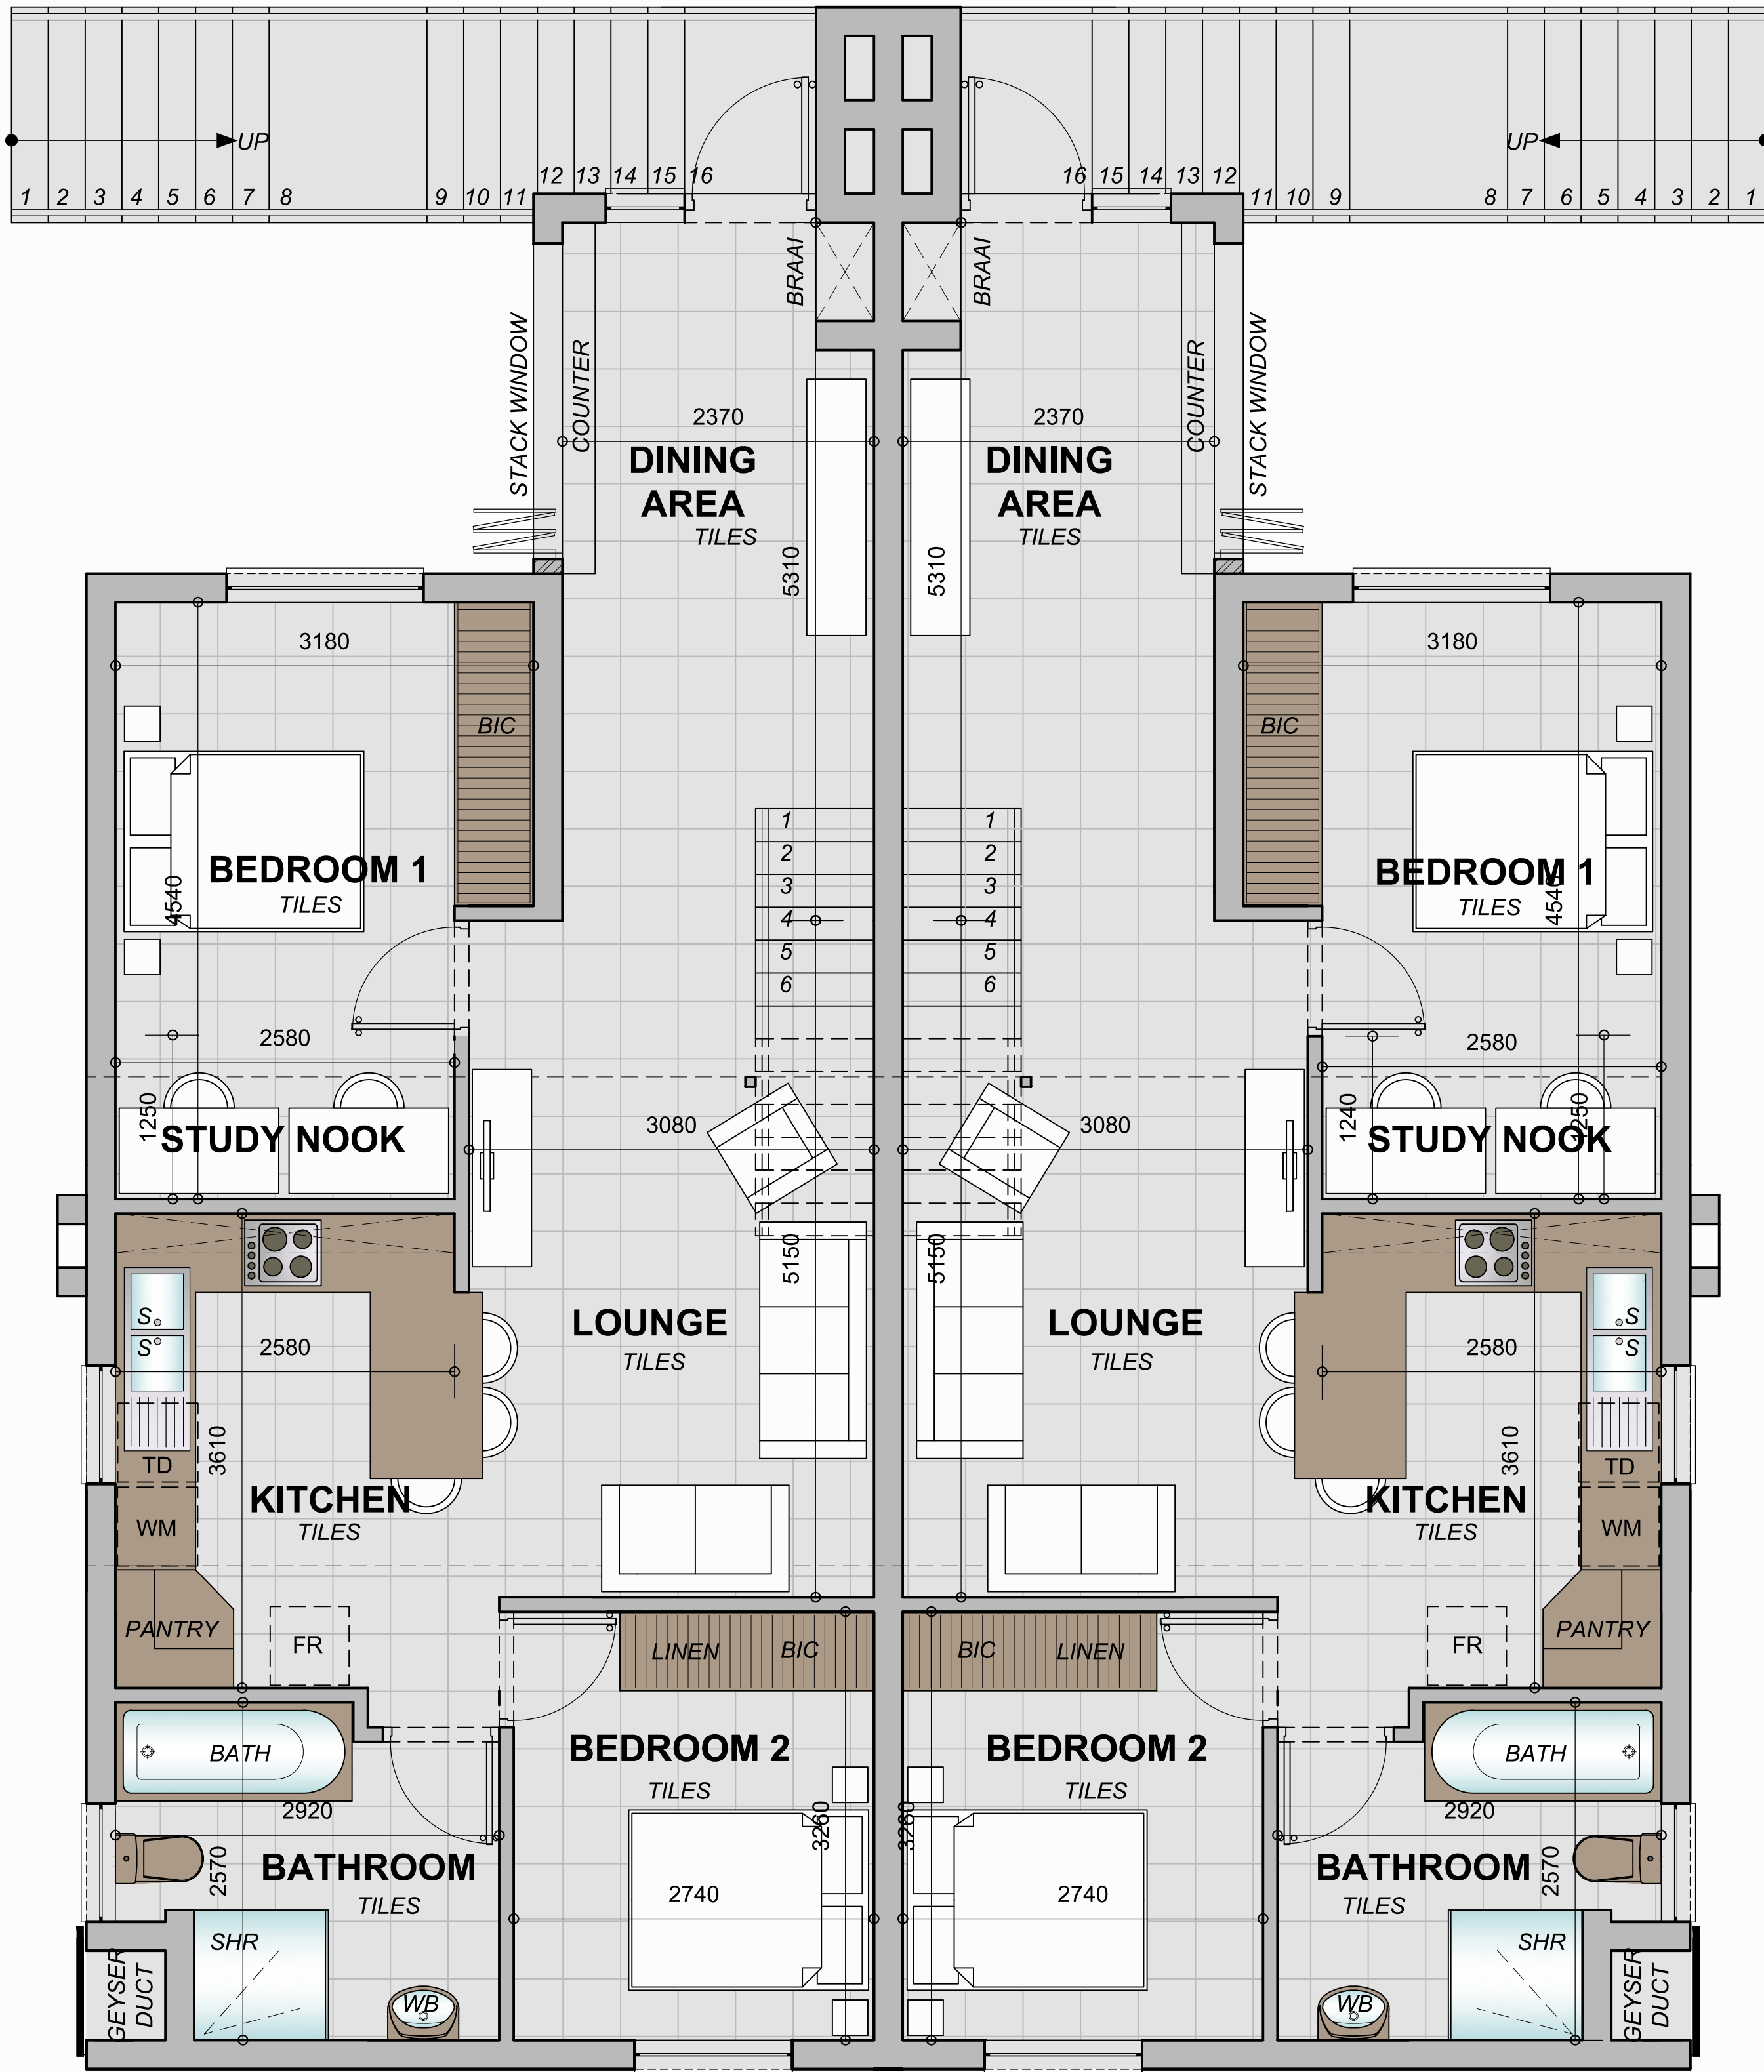 UP
UP
1 2 3 4 5 6 7 8 9 10 11 12 13 14 15 16
16 15 14 13 12 11 10 9 8 7 6 5 4 3 2 1
BRAAI
BRAAI
STACK WINDOW
COUNTER
COUNTER
STACK WINDOW
2370
2370
DINING
AREA
TILES
DINING
AREA
TILES
5310
5310
3180
3180
BIC
BIC
BEDROOM 1
TILES
4540
BEDROOM 1
TILES
4540
1
2
3
4
5
6
1
2
3
4
5
6
2580
2580
1250
STUDY NOOK
3080
3080
1240
STUDY NOOK
1250
5150
5150
S
S
S
S
2580
2580
LOUNGE
TILES
LOUNGE
TILES
3610
3610
TD
TD
KITCHEN
TILES
KITCHEN
TILES
WM
WM
PANTRY
FR
LINEN
BIC
BIC
LINEN
FR
PANTRY
BATH
BEDROOM 2
TILES
BEDROOM 2
TILES
BATH
2920
2920
3260
3260
2570
BATHROOM
TILES
2740
2740
BATHROOM
TILES
2570
SHR
SHR
GEYSER
DUCT
WB
WB
GEYSER
DUCT